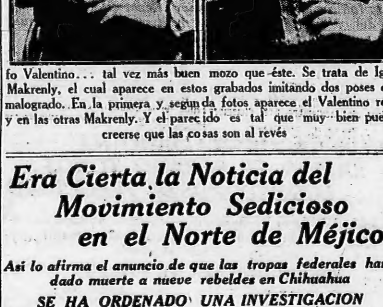 fo Valentino... tal vez más buen mozo que éste. Se trata de Ig
Makrenly, el cual aparece en estos grabados imitando dos poses
malogrado. En la primera y segunda fotos aparece el Valentino re
y en las otras Makrenly. Y el parecido es tal que muy bien pue
creerse que las cosas son al revés
Era Cierta la Noticia del
Movimiento Sedicioso
en el Norte de Méjico
Asi lo afirma el anuncio de que las tropas federales han
dado muerte a nueve rebeldes en Chihuahua
SE HA ORDENADO UNA INVESTIGACION